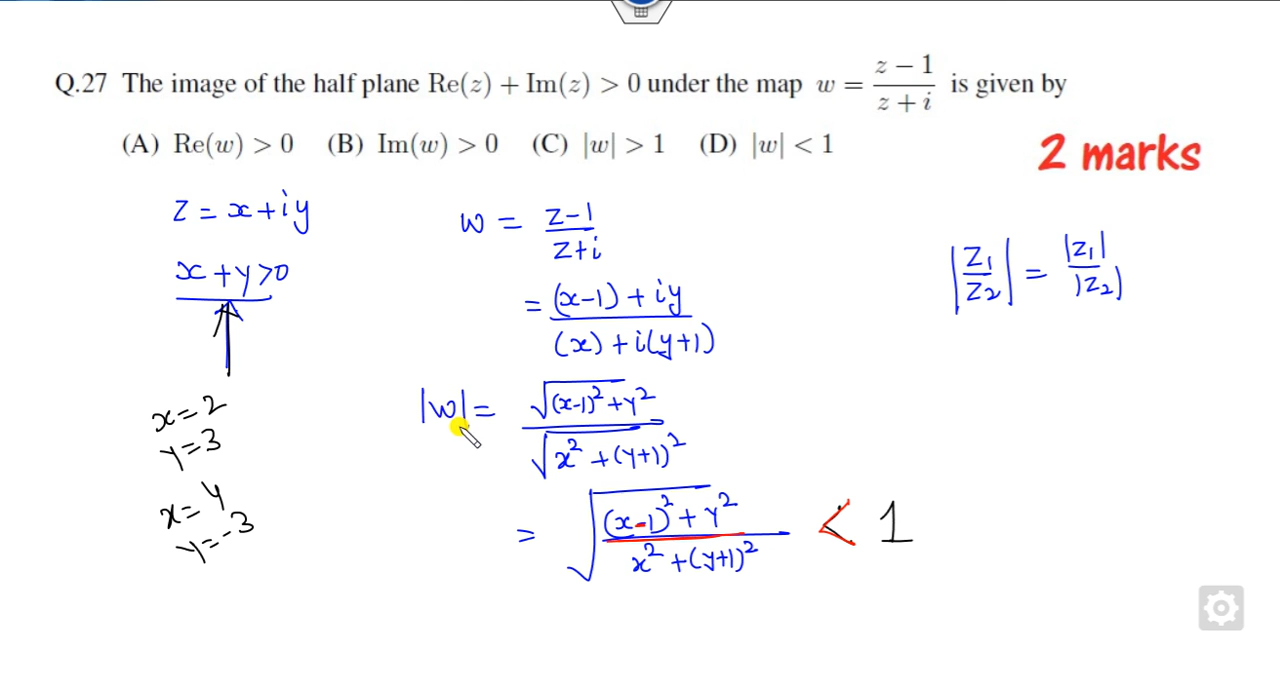 Q.27 The image of the half plane Re(z) + Im(z) > 0 under the map w = (z − 1)/(z + i) is given by
(A) Re(w) > 0 (B) Im(w) > 0 (C) |w| > 1 (D) |w| < 1
2 marks
z = x+iy
x+y>0
x=2
y=3
x=4
y=-3
w = (z-1)/(z+i)
= ((x-1)+iy)/((x)+i(y+1))
|w| = √((x-1)²+y²)/√(x²+(y+1)²)
= √(((x-1)²+y²)/(x²+(y+1)²)) < 1
|z₁/z₂| = |z₁|/|z₂|